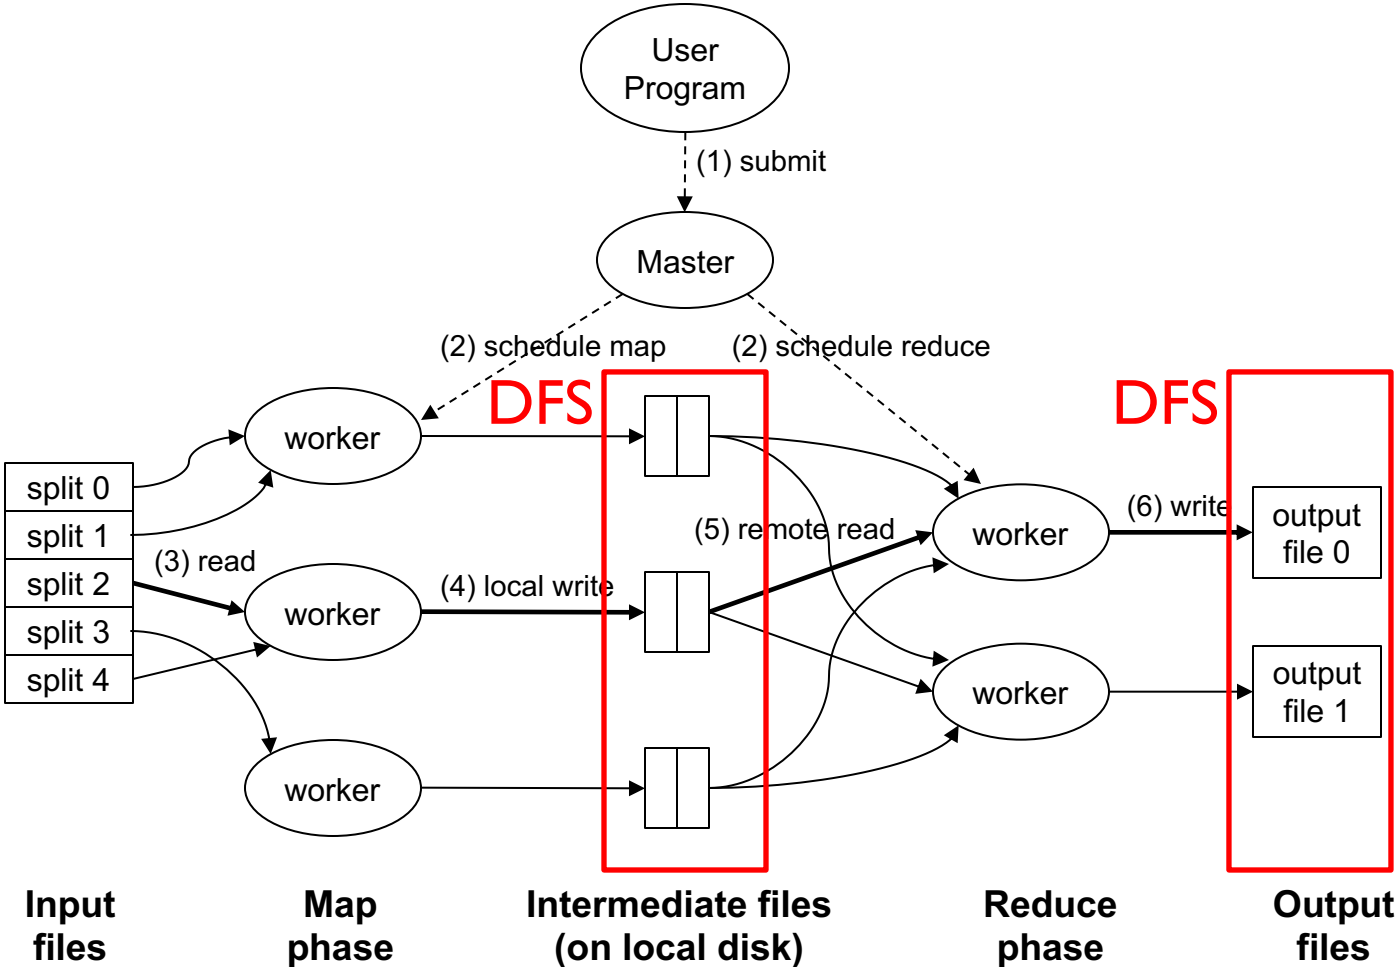 User
Program
(1) submit
Master
(2) schedule map
(2) schedule reduce
DFS
DFS
worker
split 0
split 1
split 2
split 3
split 4
(3) read
worker
(4) local write
worker
(5) remote read
worker
worker
(6) write
output
file 0
output
file 1
Input
files
Map
phase
Intermediate files
(on local disk)
Reduce
phase
Output
files